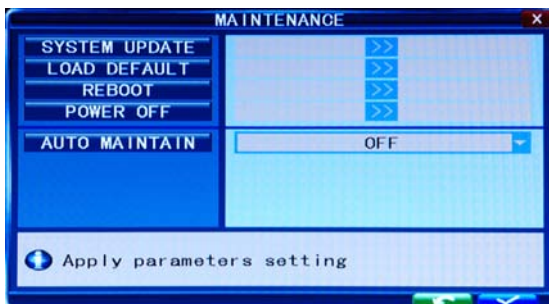 MAINTENANCE X
SYSTEM UPDATE >>
LOAD DEFAULT >>
REBOOT >>
POWER OFF >>
AUTO MAINTAIN OFF
Apply parameters setting